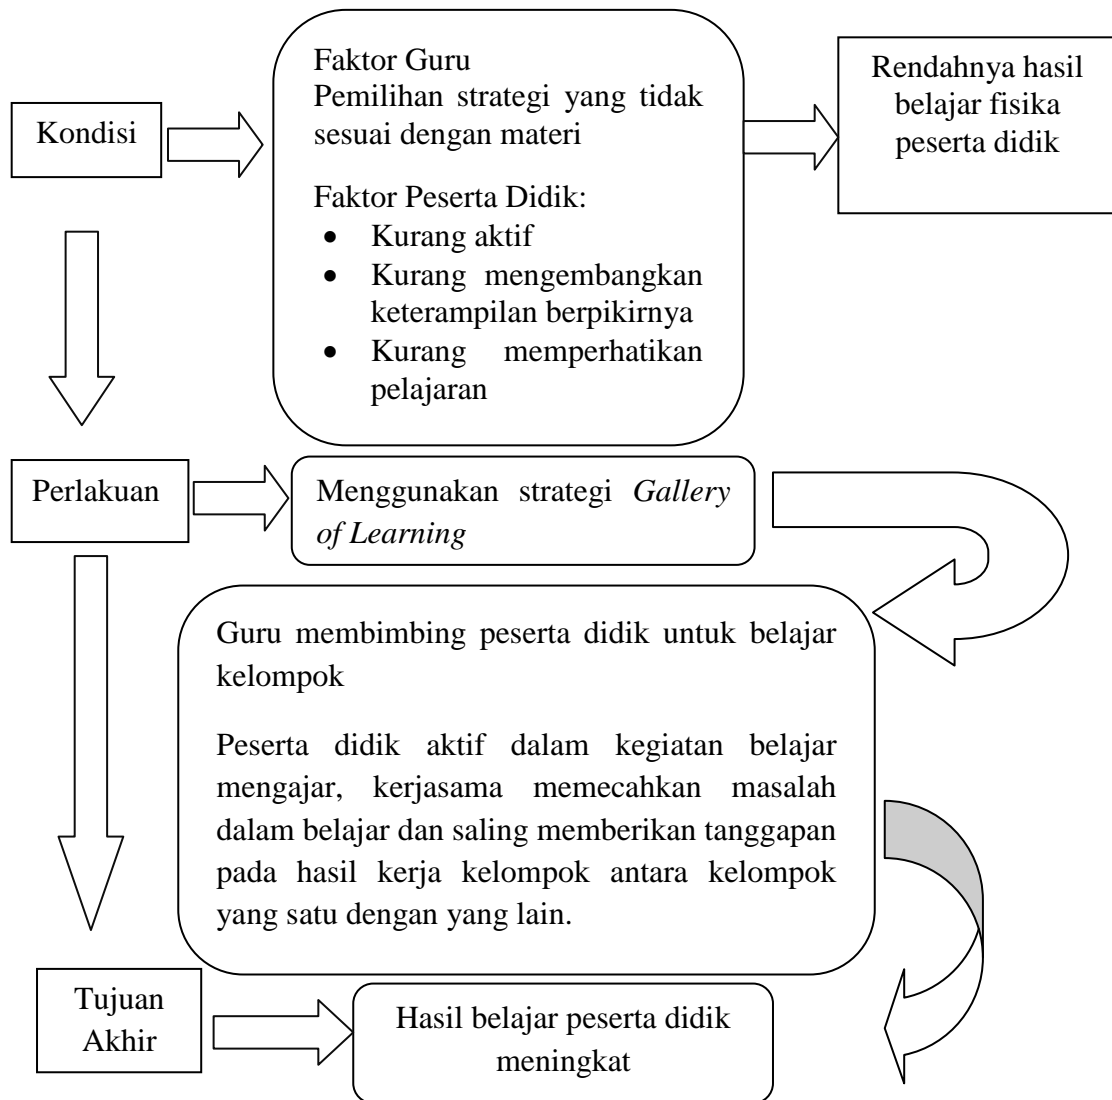 Kondisi
Faktor Guru
Pemilihan strategi yang tidak
sesuai dengan materi
Faktor Peserta Didik:
• Kurang aktif
• Kurang mengembangkan
keterampilan berpikirnya
• Kurang memperhatikan
pelajaran
Rendahnya hasil
belajar fisika
peserta didik
Perlakuan
Menggunakan strategi Gallery
of Learning
Guru membimbing peserta didik untuk belajar
kelompok
Peserta didik aktif dalam kegiatan belajar
mengajar, kerjasama memecahkan masalah
dalam belajar dan saling memberikan tanggapan
pada hasil kerja kelompok antara kelompok
yang satu dengan yang lain.
Tujuan
Akhir
Hasil belajar peserta didik
meningkat